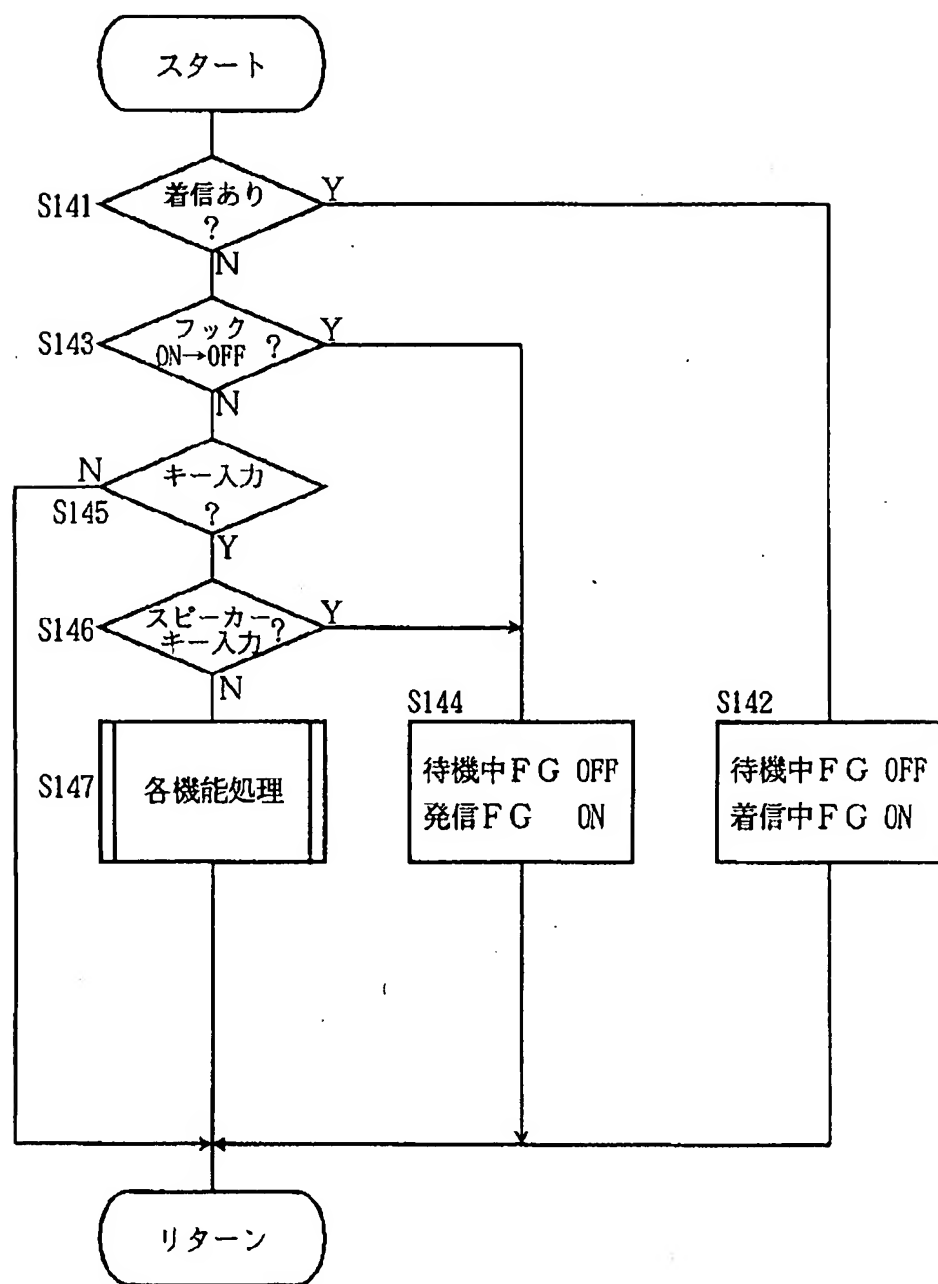 スタート
S141
着信あり
?
Y
N
S143
フック
ON→OFF ?
Y
N
S145
キー入力
?
N
Y
S146
スピーカー
キー入力?
Y
N
S147
各機能処理
S144
待機中FG OFF
発信FG ON
S142
待機中FG OFF
着信中FG ON
リターン